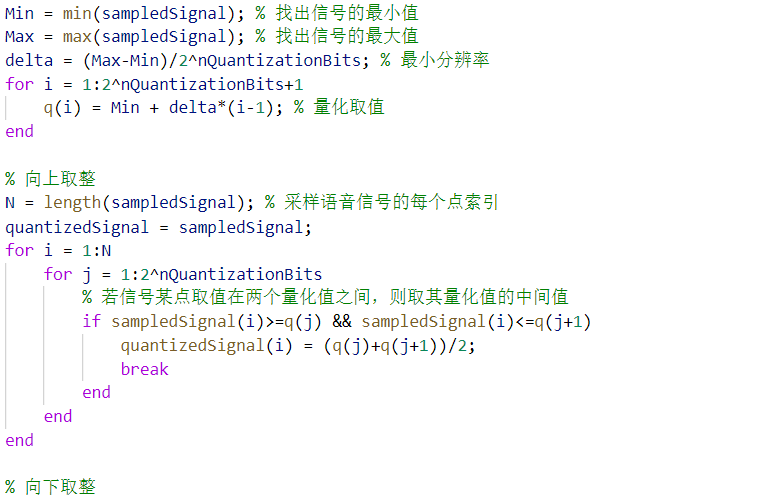 Min = min(sampledSignal); % 找出信号的最小值
Max = max(sampledSignal); % 找出信号的最大值
delta = (Max-Min)/2^nQuantizationBits; % 最小分辨率
for i = 1:2^nQuantizationBits+1
q(i) = Min + delta*(i-1); % 量化取值
end
% 向上取整
N = length(sampledSignal); % 采样语音信号的每个点索引
quantizedSignal = sampledSignal;
for i = 1:N
for j = 1:2^nQuantizationBits
% 若信号某点取值在两个量化值之间，则取其量化值的中间值
if sampledSignal(i)>=q(j) && sampledSignal(i)<=q(j+1)
quantizedSignal(i) = (q(j)+q(j+1))/2;
break
end
end
end
% 向下取整